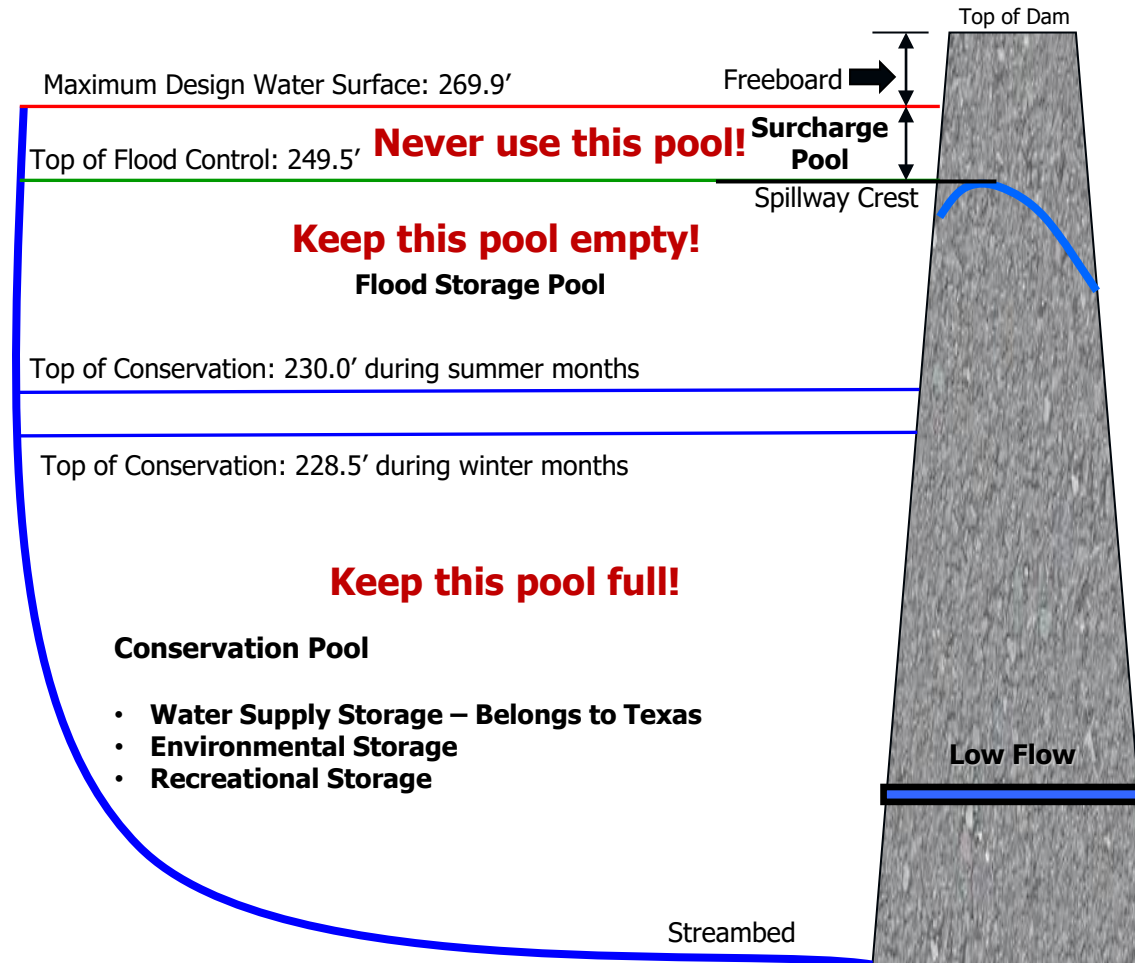 Top of Dam
Maximum Design Water Surface: 269.9’
Freeboard
Never use this pool!
Surcharge
Pool
Top of Flood Control: 249.5’
Spillway Crest
Keep this pool empty!
Flood Storage Pool
Top of Conservation: 230.0’ during summer months
Top of Conservation: 228.5’ during winter months
Keep this pool full!
Conservation Pool
• Water Supply Storage – Belongs to Texas
• Environmental Storage
• Recreational Storage
Low Flow
Streambed